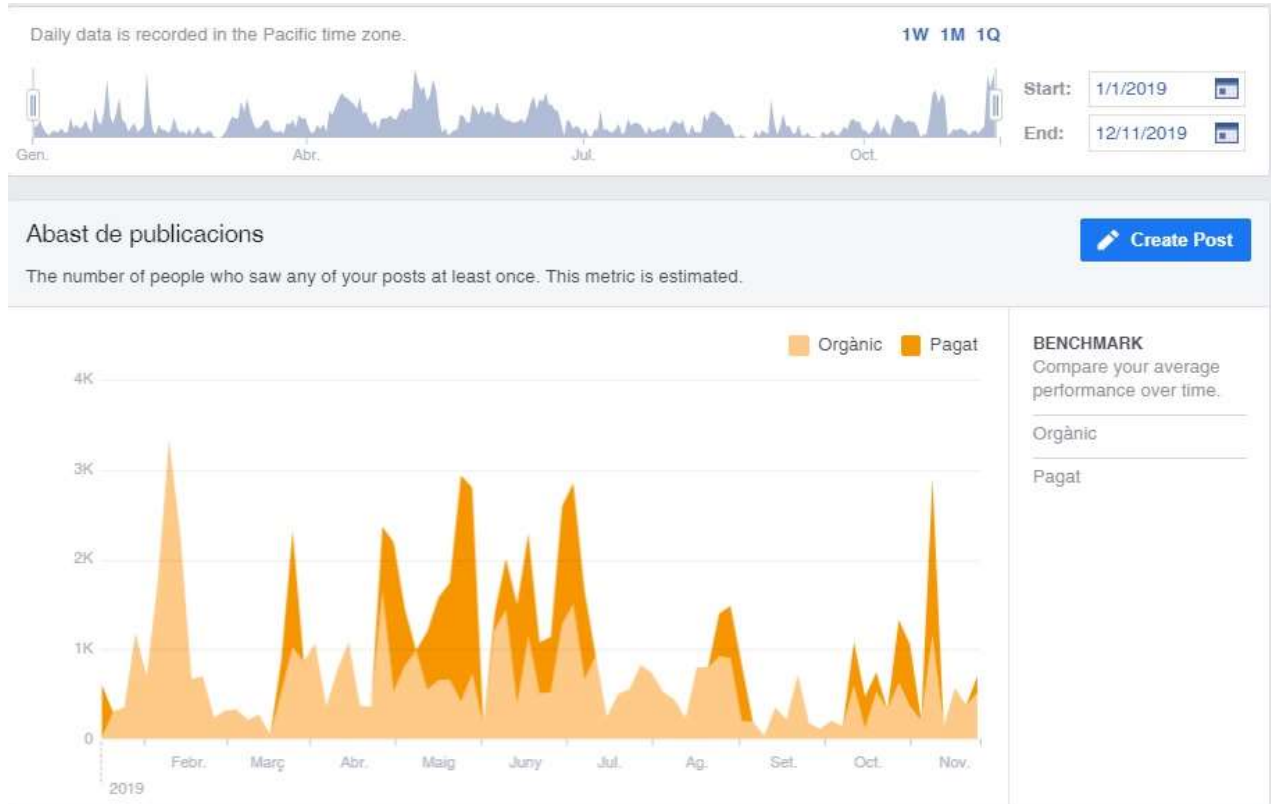 Daily data is recorded in the Pacific time zone.
1W 1M 1Q
Start: 1/1/2019
End: 12/11/2019
Gen. Abr. Jul. Oct.
Abast de publicacions
Create Post
The number of people who saw any of your posts at least once. This metric is estimated.
Orgànic Pagat
BENCHMARK
Compare your average
performance over time.
Orgànic
Pagat
4K
3K
2K
1K
0
Febr. Març Abr. Maig Juny Jul. Ag. Set. Oct. Nov.
2019